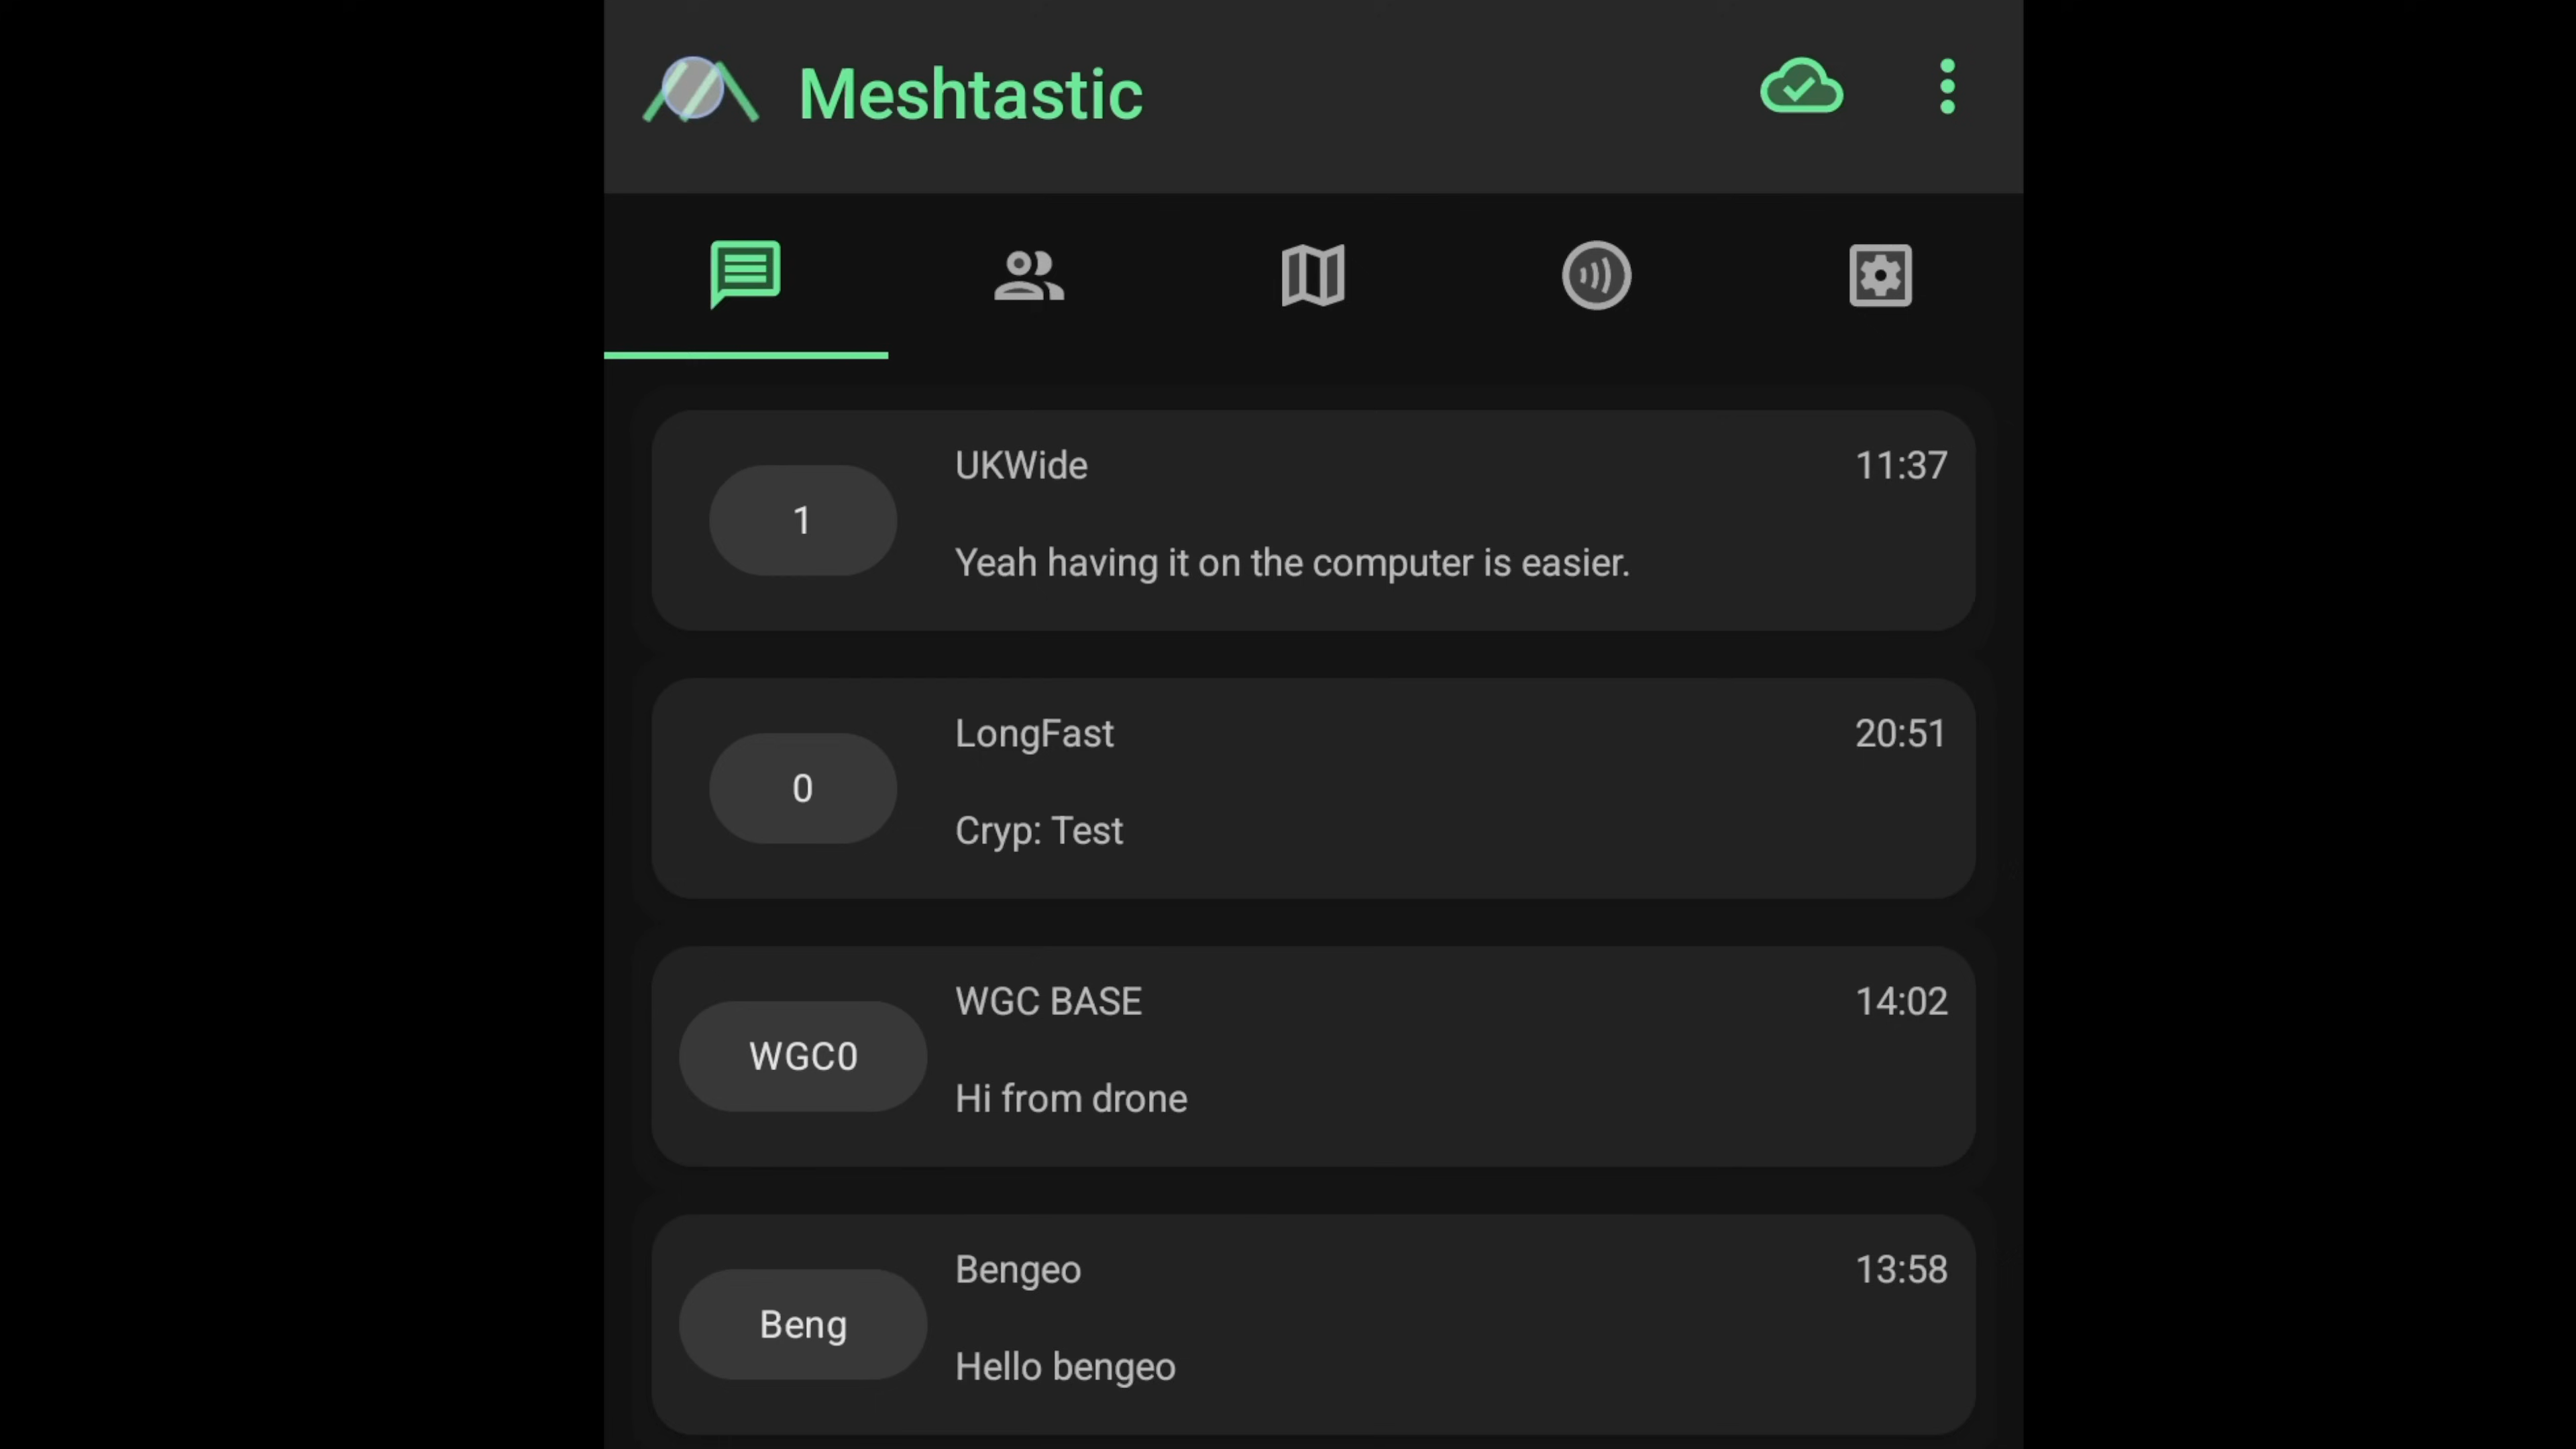 Meshtastic
UKWide 11:37
1
Yeah having it on the computer is easier.
LongFast 20:51
0
Cryp: Test
WGC BASE 14:02
WGC0
Hi from drone
Bengeo 13:58
Beng
Hello bengeo